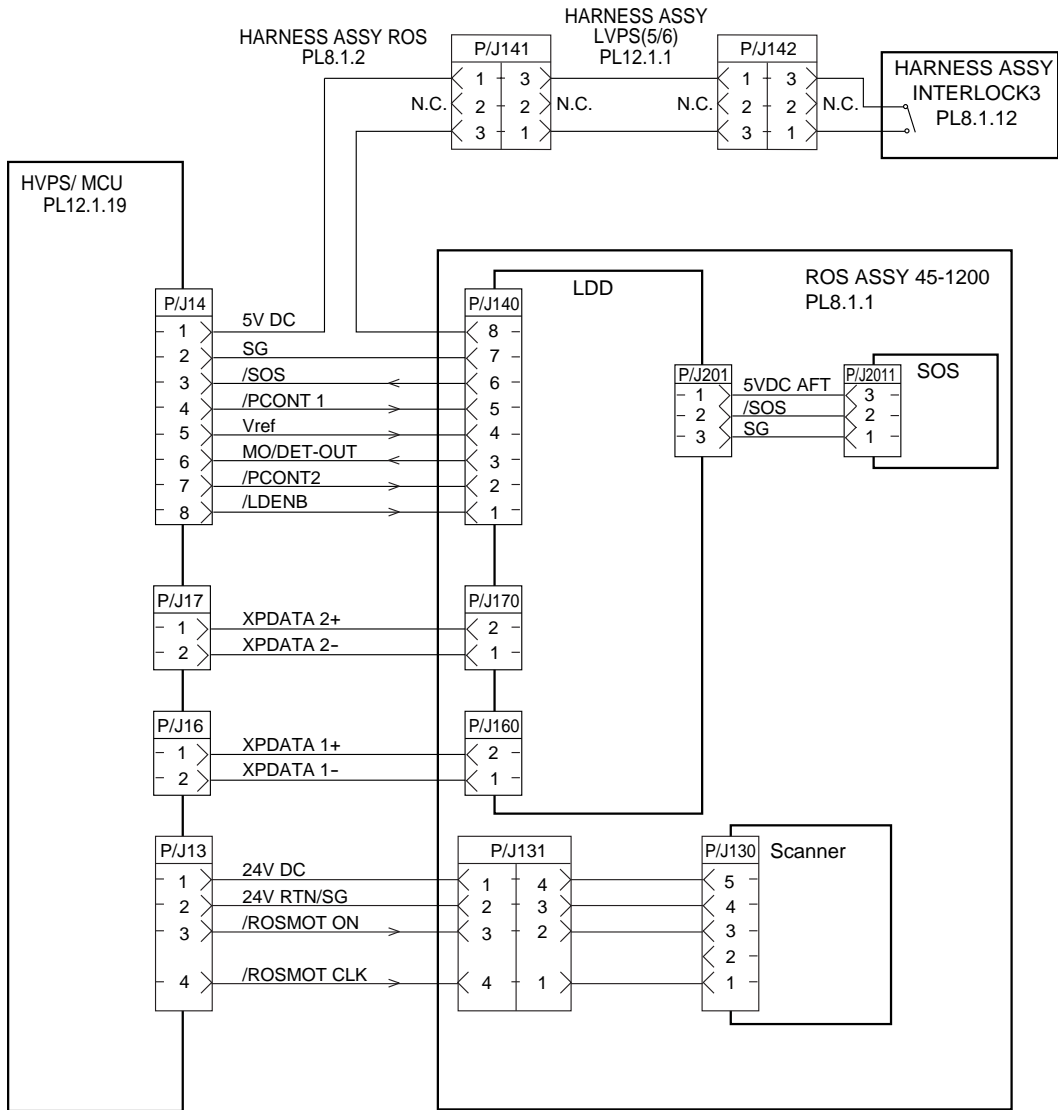 HARNESS ASSY ROS
PL8.1.2
HARNESS ASSY
LVPS(5/6)
PL12.1.1
P/J141
1 3
N.C. 2 2 N.C.
3 1
P/J142
1 3
N.C. 2 2 N.C.
3 1
HARNESS ASSY
INTERLOCK3
PL8.1.12
HVPS/ MCU
PL12.1.19
ROS ASSY 45-1200
PL8.1.1
LDD
P/J14
P/J140
1 5V DC 8
2 SG 7
3 /SOS 6
4 /PCONT 1 5
5 Vref 4
6 MO/DET-OUT 3
7 /PCONT2 2
8 /LDENB 1
P/J201
P/J2011
SOS
1 5VDC AFT 3
2 /SOS 2
3 SG 1
P/J17
P/J170
1 XPDATA 2+ 2
2 XPDATA 2- 1
P/J16
P/J160
1 XPDATA 1+ 2
2 XPDATA 1- 1
P/J13
P/J131
P/J130
Scanner
1 24V DC 1 4 5
2 24V RTN/SG 2 3 4
3 /ROSMOT ON 3 2 3
2
4 /ROSMOT CLK 4 1 1